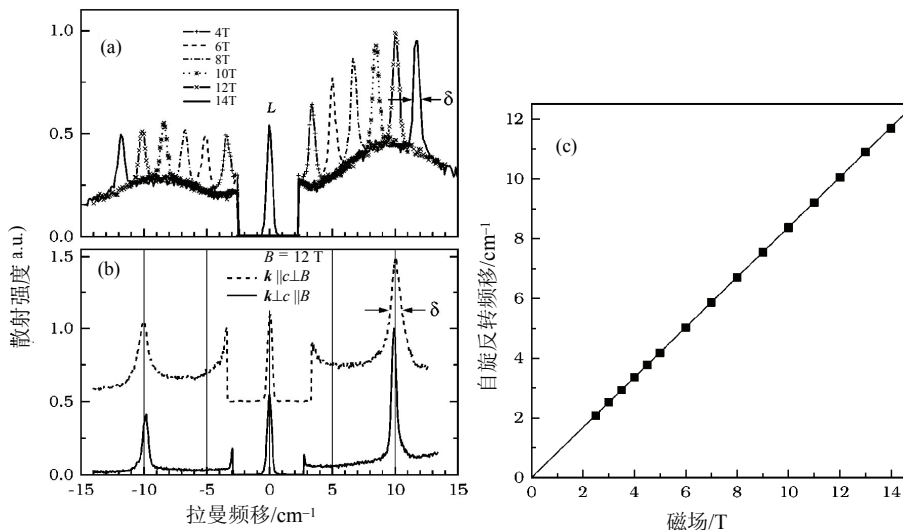 (a)
4T
6T
8T
10T
12T
14T
L
δ
1.0
0.5
0.0
(b)
B = 12 T
k ∥c⊥B
k⊥c ∥B
δ
1.5
1.0
0.5
0.0
-15 -10 -5 0 5 10 15
拉曼频移/cm⁻¹
散射强度 a.u.)
(c)
12
10
8
6
4
2
0
0 2 4 6 8 10 12 14
磁场/T
自旋反转频移/cm⁻¹